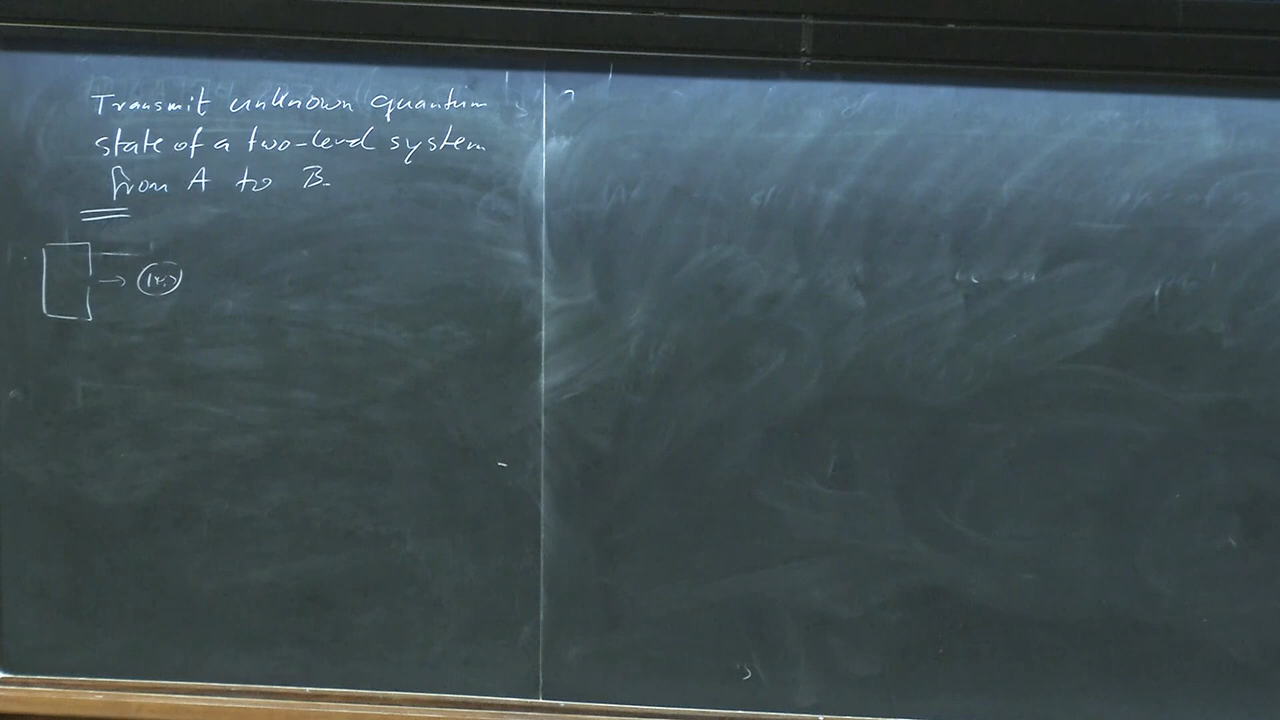 Transmit unknown quantum
state of a two-level system
from A to B.